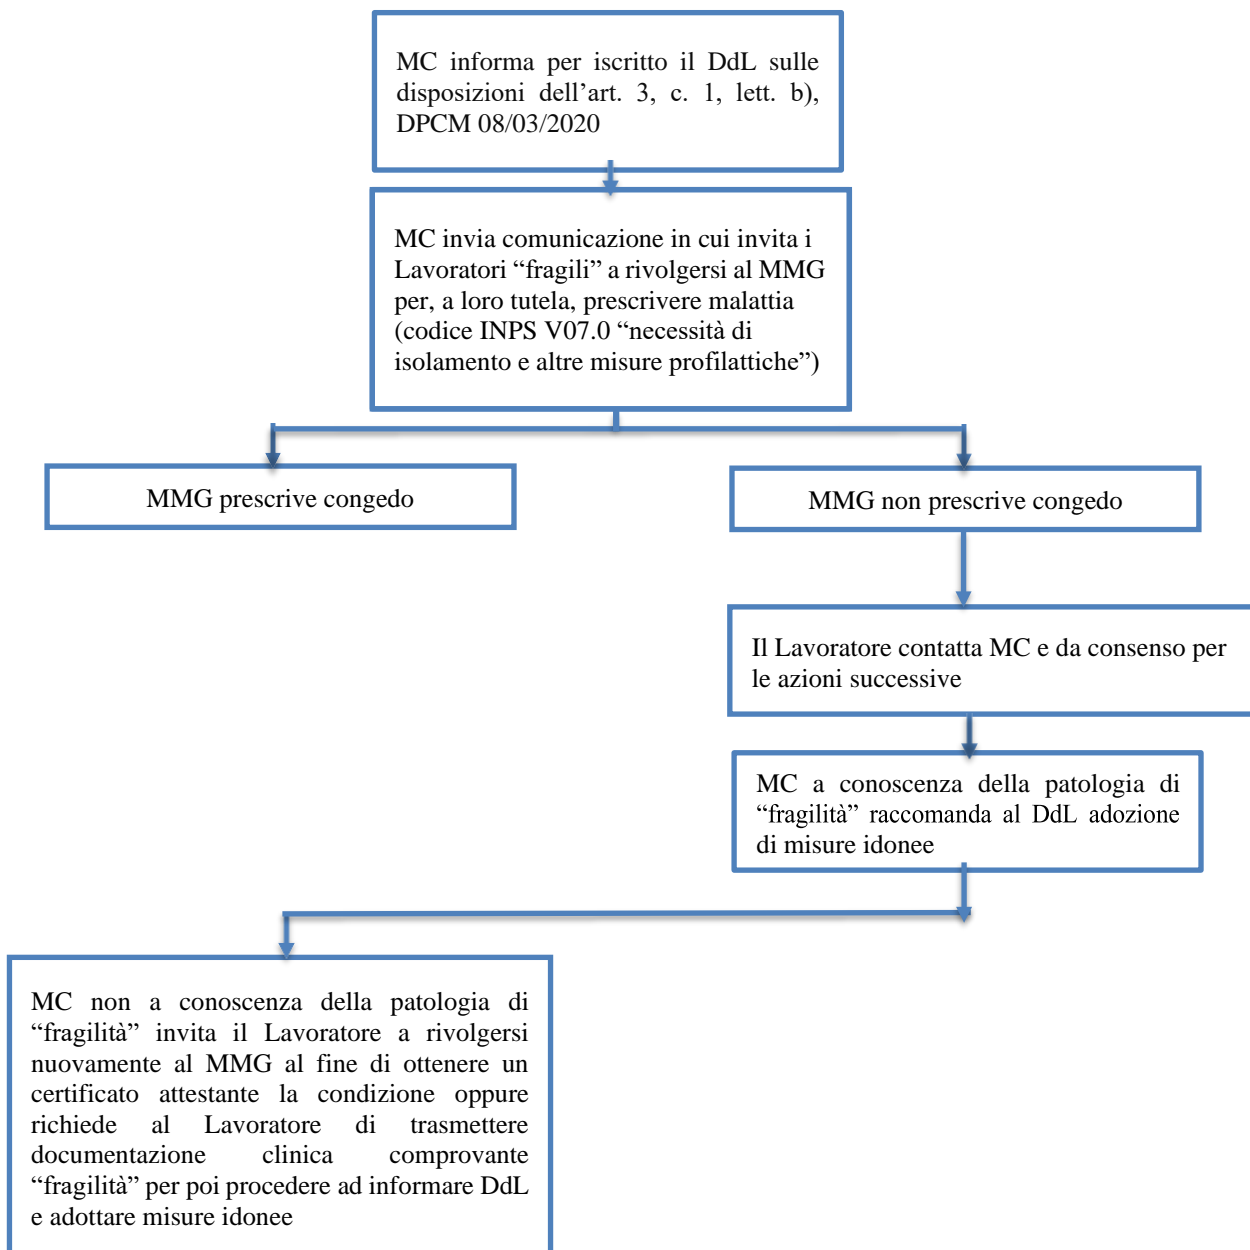 MC informa per iscritto il DdL sulle
disposizioni dell’art. 3, c. 1, lett. b),
DPCM 08/03/2020
MC invia comunicazione in cui invita i
Lavoratori “fragili” a rivolgersi al MMG
per, a loro tutela, prescrivere malattia
(codice INPS V07.0 “necessità di
isolamento e altre misure profilattiche”)
MMG prescrive congedo
MMG non prescrive congedo
Il Lavoratore contatta MC e da consenso per
le azioni successive
MC a conoscenza della patologia di
“fragilità” raccomanda al DdL adozione
di misure idonee
MC non a conoscenza della patologia di
“fragilità” invita il Lavoratore a rivolgersi
nuovamente al MMG al fine di ottenere un
certificato attestante la condizione oppure
richiede al Lavoratore di trasmettere
documentazione clinica comprovante
“fragilità” per poi procedere ad informare DdL
e adottare misure idonee